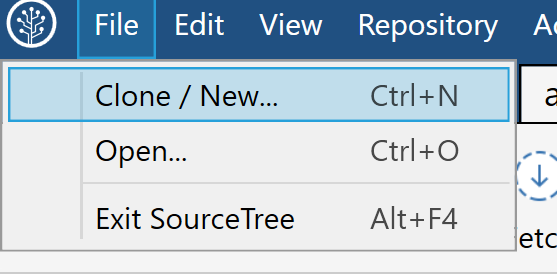 File Edit View Repository
Clone / New... Ctrl+N
Open... Ctrl+O
Exit SourceTree Alt+F4